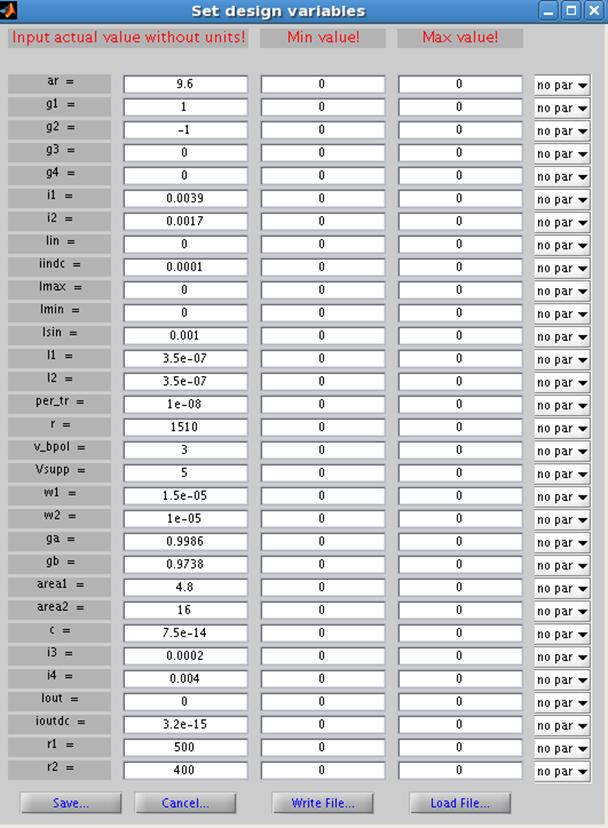 Set design variables
Input actual value without units! Min value! Max value!
ar = 9.6 0 0 no par
g1 = 1 0 0 no par
g2 = -1 0 0 no par
g3 = 0 0 0 no par
g4 = 0 0 0 no par
i1 = 0.0039 0 0 no par
i2 = 0.0017 0 0 no par
Iin = 0 0 0 no par
iindc = 0.0001 0 0 no par
Imax = 0 0 0 no par
Imin = 0 0 0 no par
Isin = 0.001 0 0 no par
l1 = 3.5e-07 0 0 no par
l2 = 3.5e-07 0 0 no par
per_tr = 1e-08 0 0 no par
r = 1510 0 0 no par
v_bpol = 3 0 0 no par
Vsupp = 5 0 0 no par
w1 = 1.5e-05 0 0 no par
w2 = 1e-05 0 0 no par
ga = 0.9986 0 0 no par
gb = 0.9738 0 0 no par
area1 = 4.8 0 0 no par
area2 = 16 0 0 no par
c = 7.5e-14 0 0 no par
i3 = 0.0002 0 0 no par
i4 = 0.004 0 0 no par
Iout = 0 0 0 no par
ioutdc = 3.2e-15 0 0 no par
r1 = 500 0 0 no par
r2 = 400 0 0 no par
Save... Cancel... Write File... Load File...